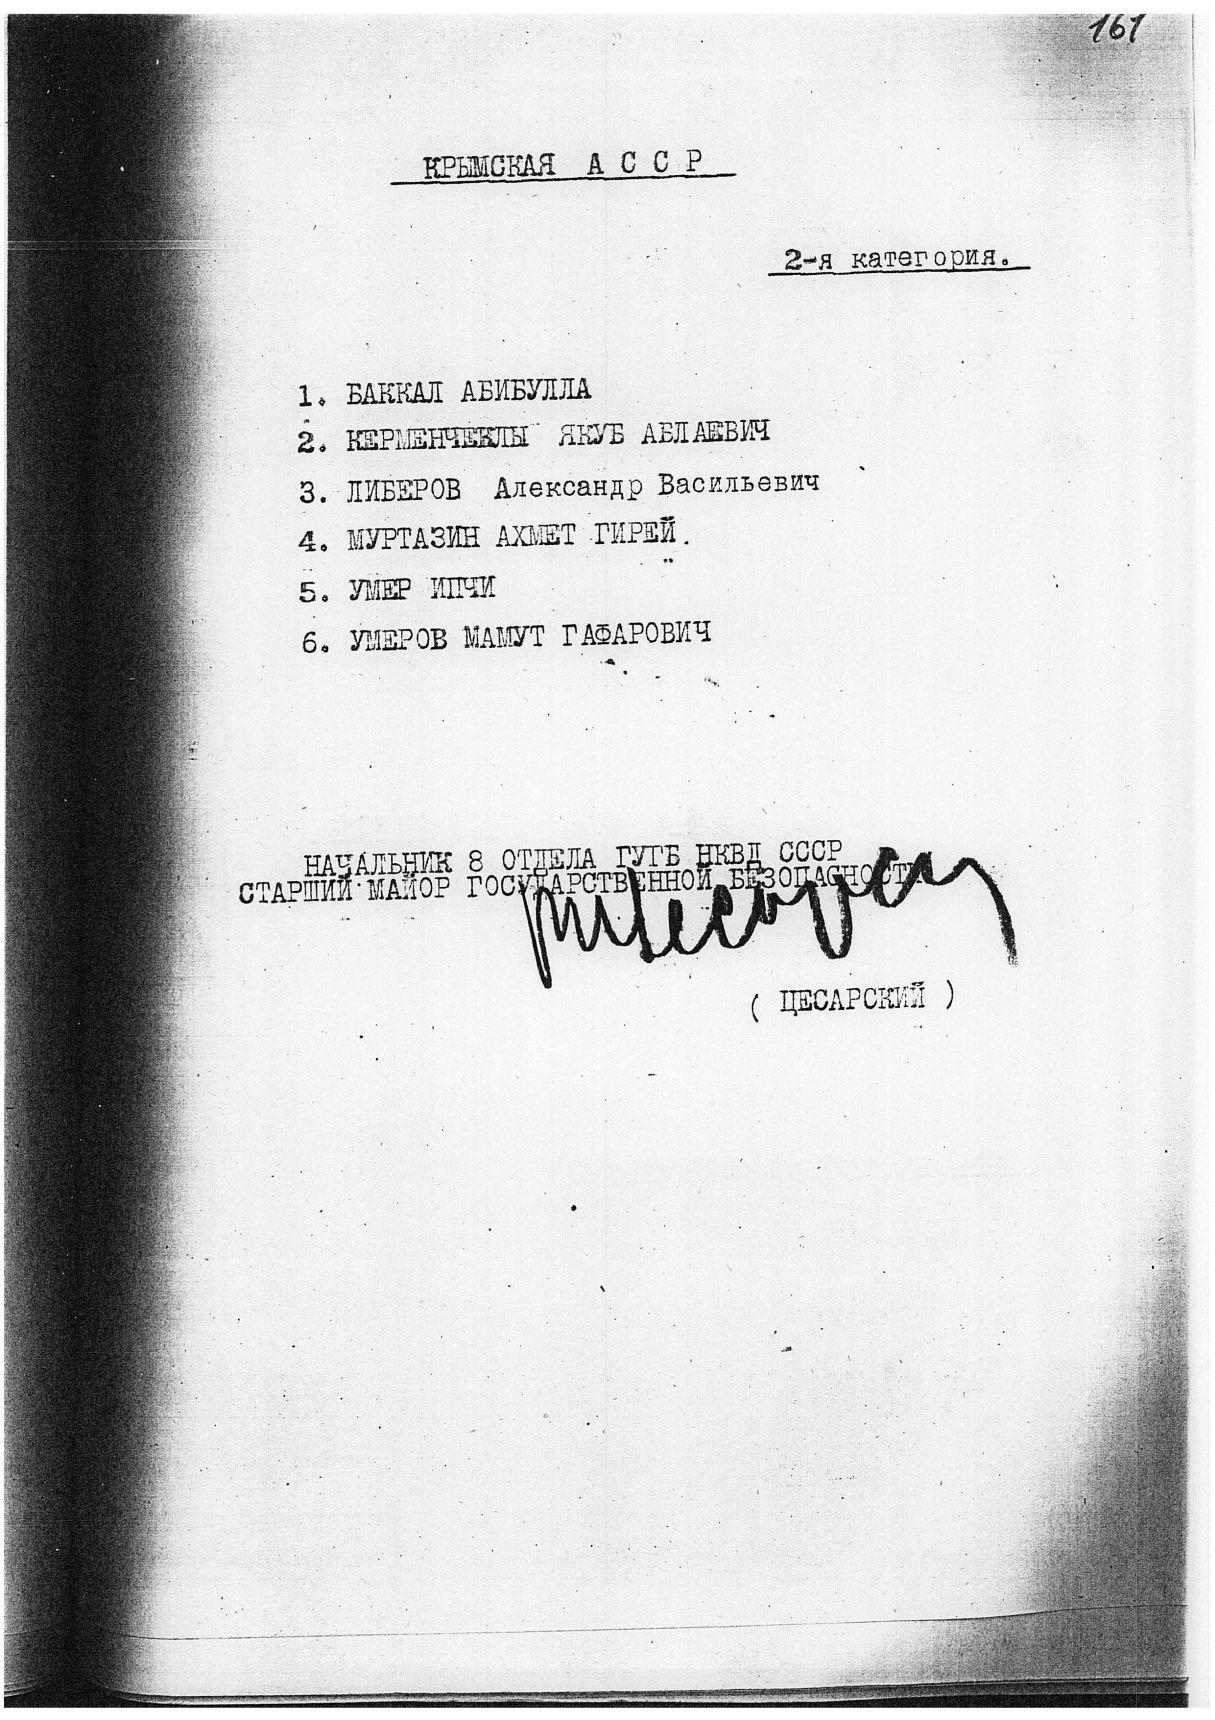 161
КРЫМСКАЯ А С С Р
2-я категория.
1. БАККАЛ АБИБУЛЛА
2. КЕРМЕНЧЕКЛЫ ЯКУБ АБЛАЕВИЧ
3. ЛИБЕРОВ Александр Васильевич
4. МУРТАЗИН АХМЕТ ГИРЕЙ.
5. УМЕР ИПЧИ
6. УМЕРОВ МАМУТ ГАФАРОВИЧ
НАЧАЛЬНИК 8 ОТДЕЛА ГУГБ НКВД СССР
СТАРШИЙ МАЙОР ГОСУДАРСТВЕННОЙ БЕЗОПАСНОСТИ
( ЦЕСАРСКИЙ )